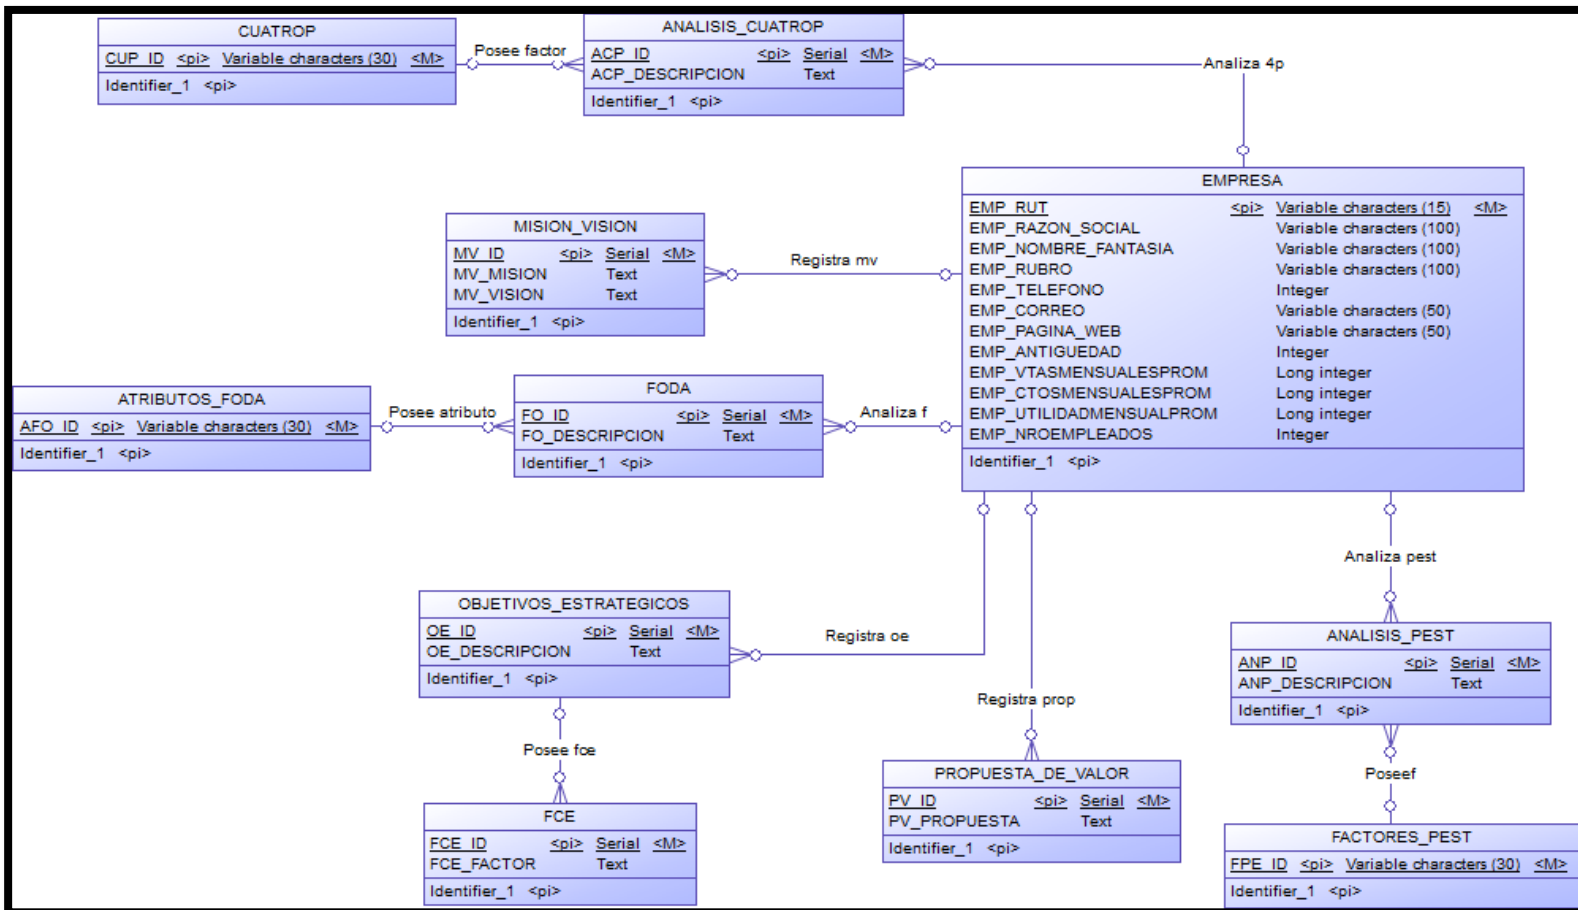 CUATROP
CUP_ID <pi> Variable characters (30) <M>
Identifier_1 <pi>
Posee factor
ANALISIS_CUATROP
ACP_ID <pi> Serial <M>
ACP_DESCRIPCION Text
Identifier_1 <pi>
Analiza 4p
EMPRESA
EMP_RUT <pi> Variable characters (15) <M>
EMP_RAZON_SOCIAL Variable characters (100)
EMP_NOMBRE_FANTASIA Variable characters (100)
EMP_RUBRO Variable characters (100)
EMP_TELEFONO Integer
EMP_CORREO Variable characters (50)
EMP_PAGINA_WEB Variable characters (50)
EMP_ANTIGUEDAD Integer
EMP_VTASMENSUALESPROM Long integer
EMP_CTOSMENSUALESPROM Long integer
EMP_UTILIDADMENSUALPROM Long integer
EMP_NROEMPLEADOS Integer
Identifier_1 <pi>
MISION_VISION
MV_ID <pi> Serial <M>
MV_MISION Text
MV_VISION Text
Identifier_1 <pi>
Registra mv
ATRIBUTOS_FODA
AFO_ID <pi> Variable characters (30) <M>
Identifier_1 <pi>
Posee atributo
FODA
FO_ID <pi> Serial <M>
FO_DESCRIPCION Text
Identifier_1 <pi>
Analiza f
OBJETIVOS_ESTRATEGICOS
OE_ID <pi> Serial <M>
OE_DESCRIPCION Text
Identifier_1 <pi>
Registra oe
Posee fce
FCE
FCE_ID <pi> Serial <M>
FCE_FACTOR Text
Identifier_1 <pi>
Registra prop
PROPUESTA_DE_VALOR
PV_ID <pi> Serial <M>
PV_PROPUESTA Text
Identifier_1 <pi>
Analiza pest
ANALISIS_PEST
ANP_ID <pi> Serial <M>
ANP_DESCRIPCION Text
Identifier_1 <pi>
Poseef
FACTORES_PEST
FPE_ID <pi> Variable characters (30) <M>
Identifier_1 <pi>